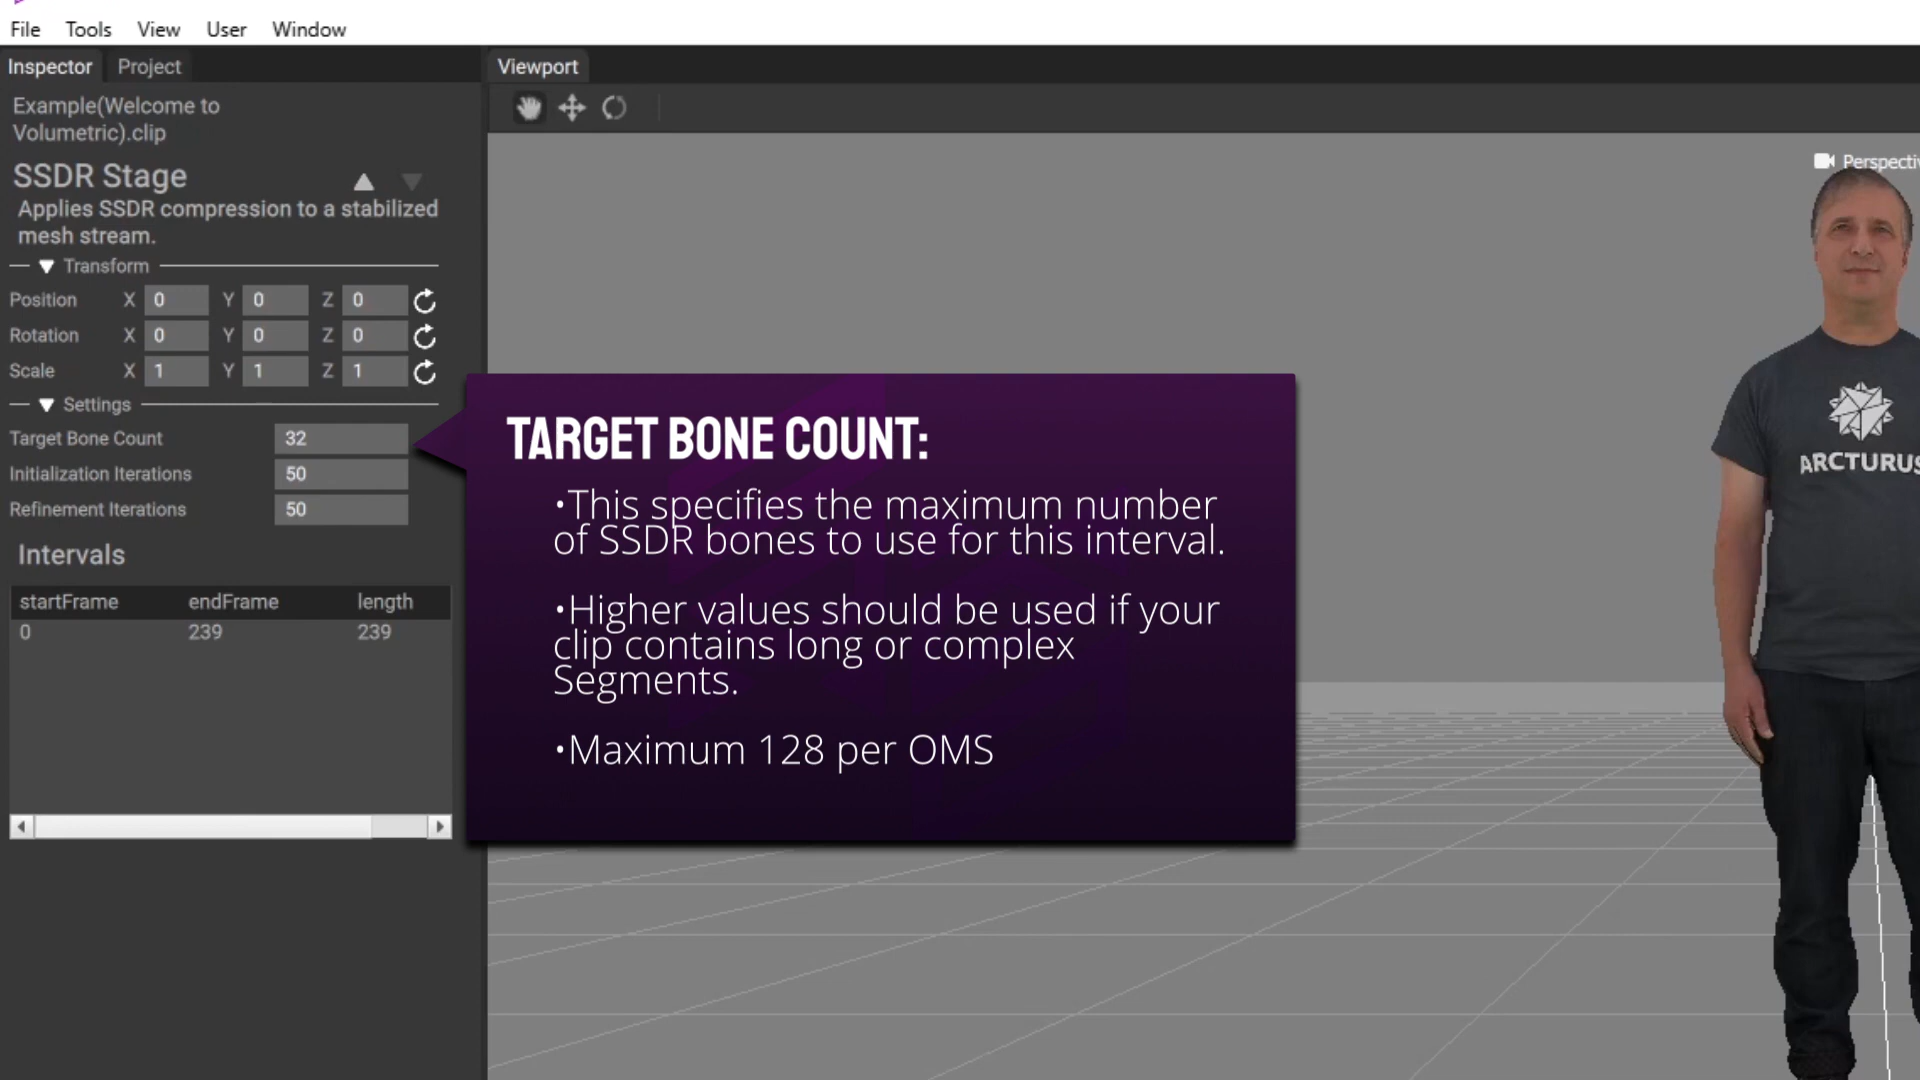 File Tools View User Window
Inspector Project
Viewport
Example(Welcome to
Volumetric).clip
SSDR Stage
Applies SSDR compression to a stabilized
mesh stream.
Transform
Position X 0 Y 0 Z 0
Rotation X 0 Y 0 Z 0
Scale X 1 Y 1 Z 1
Settings
Target Bone Count 32
Initialization Iterations 50
Refinement Iterations 50
Intervals
startFrame endFrame length
0 239 239
TARGET BONE COUNT:
•This specifies the maximum number
of SSDR bones to use for this interval.
•Higher values should be used if your
clip contains long or complex
Segments.
•Maximum 128 per OMS
Perspectiv
ARCTURUS